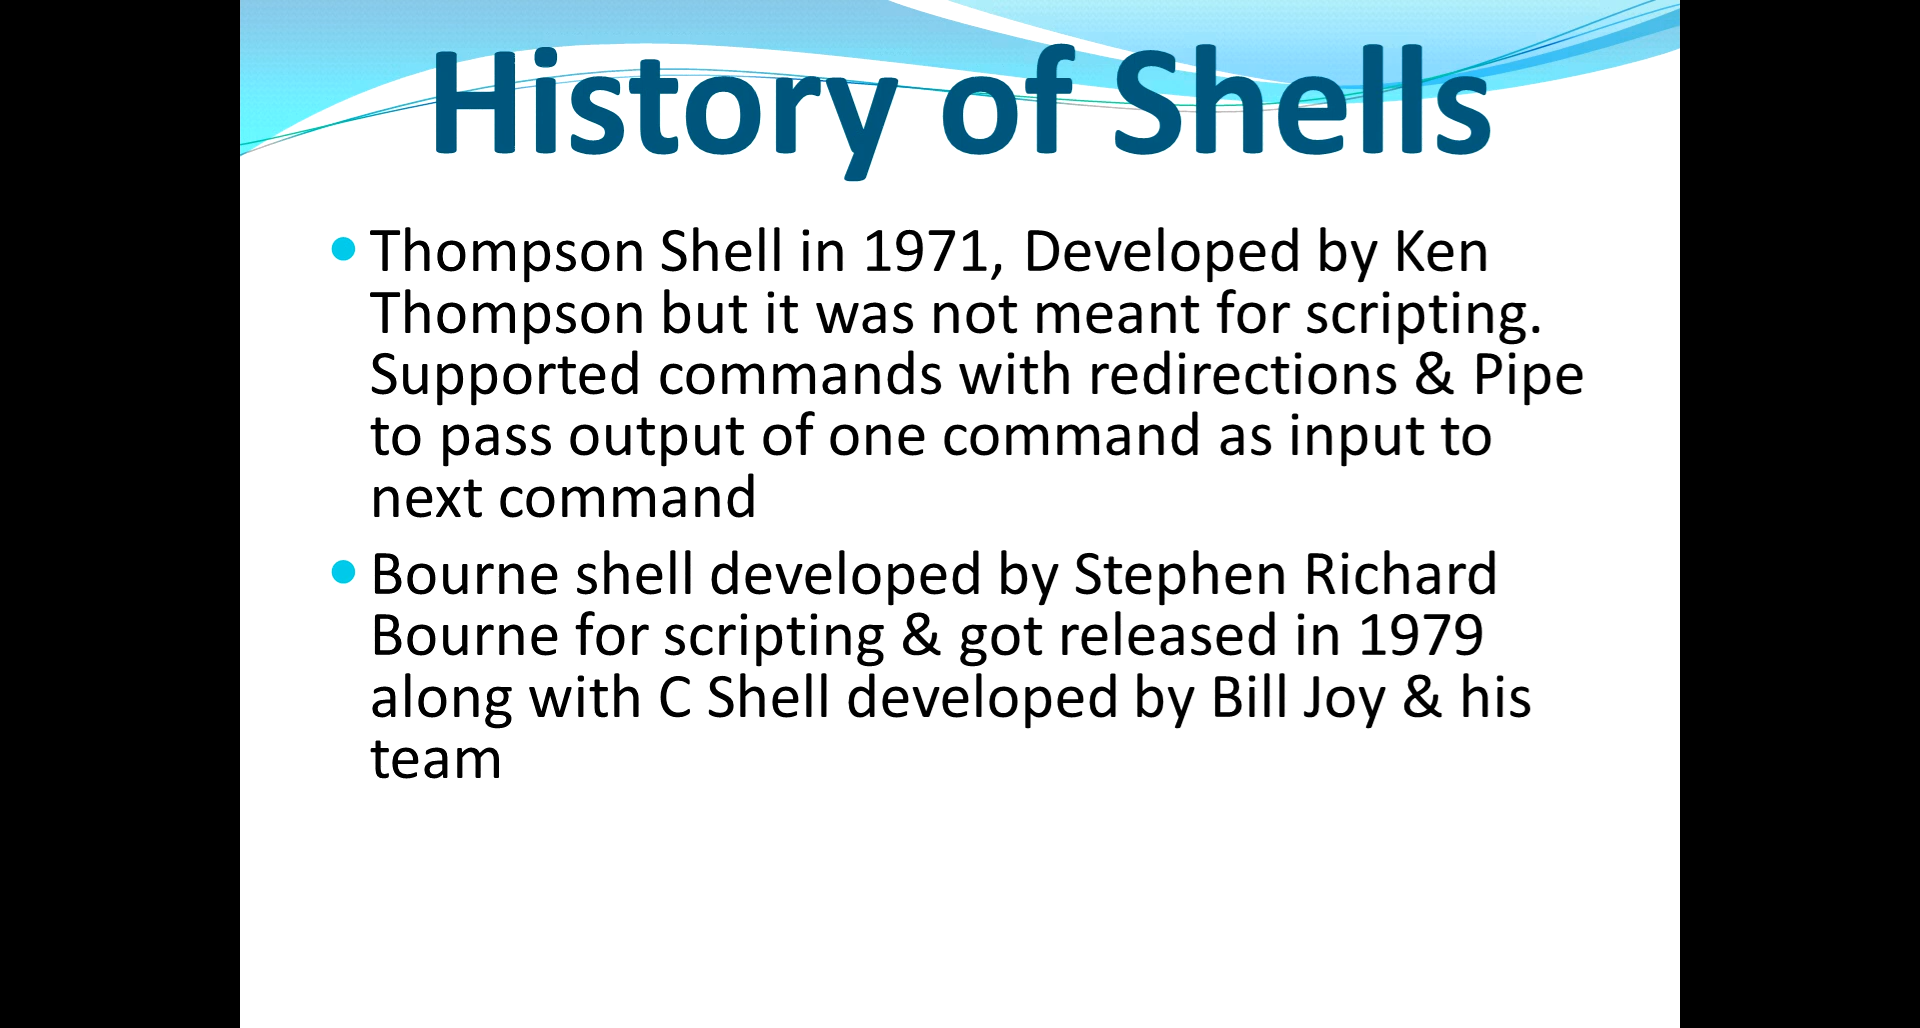 History of Shells
Thompson Shell in 1971, Developed by Ken
Thompson but it was not meant for scripting.
Supported commands with redirections & Pipe
to pass output of one command as input to
next command
Bourne shell developed by Stephen Richard
Bourne for scripting & got released in 1979
along with C Shell developed by Bill Joy & his
team